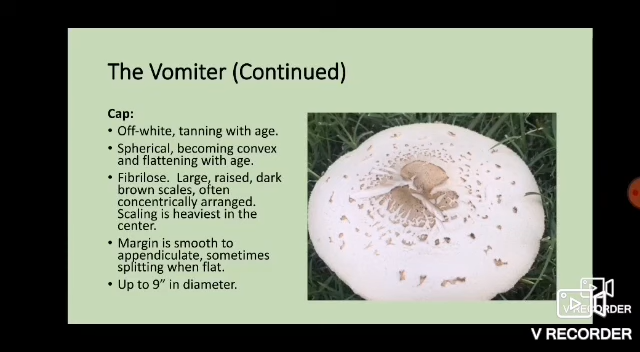 The Vomiter (Continued)
Cap:
• Off-white, tanning with age.
• Spherical, becoming convex
and flattening with age.
• Fibrilose. Large, raised, dark
brown scales, often
concentrically arranged.
Scaling is heaviest in the
center.
• Margin is smooth to
appendiculate, sometimes
splitting when flat.
• Up to 9” in diameter.
V RECORDER
V RECORDER